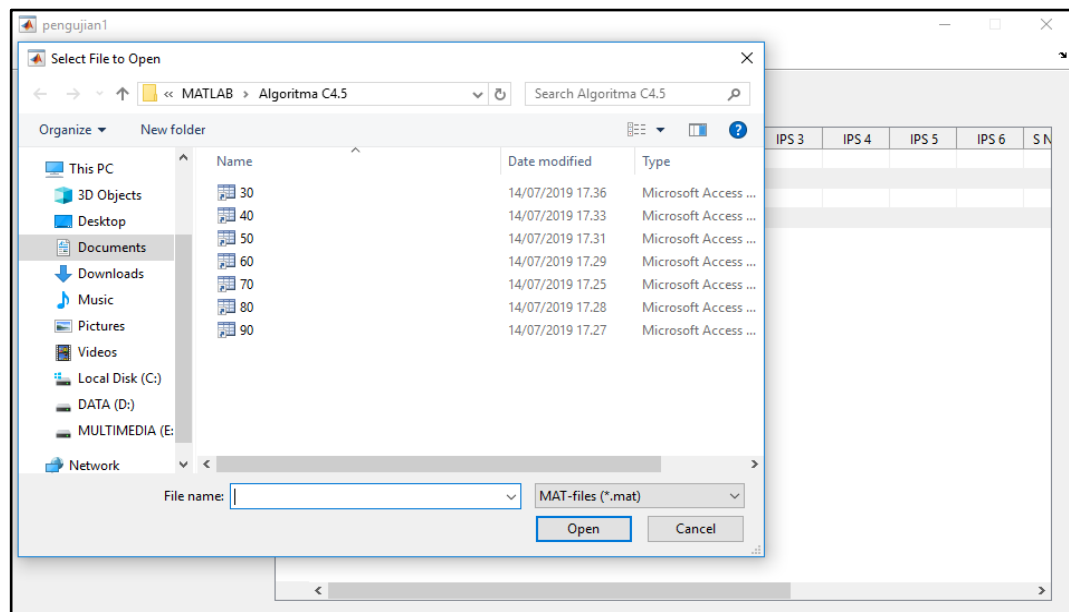 pengujian1
Select File to Open
« MATLAB > Algoritma C4.5
Search Algoritma C4.5
Organize
New folder
IPS 3 IPS 4 IPS 5 IPS 6 S N
This PC
3D Objects
Desktop
Documents
Downloads
Music
Pictures
Videos
Local Disk (C:)
DATA (D:)
MULTIMEDIA (E:
Network
Name Date modified Type
30 14/07/2019 17.36 Microsoft Access ...
40 14/07/2019 17.33 Microsoft Access ...
50 14/07/2019 17.31 Microsoft Access ...
60 14/07/2019 17.29 Microsoft Access ...
70 14/07/2019 17.25 Microsoft Access ...
80 14/07/2019 17.28 Microsoft Access ...
90 14/07/2019 17.27 Microsoft Access ...
File name:
MAT-files (*.mat)
Open
Cancel